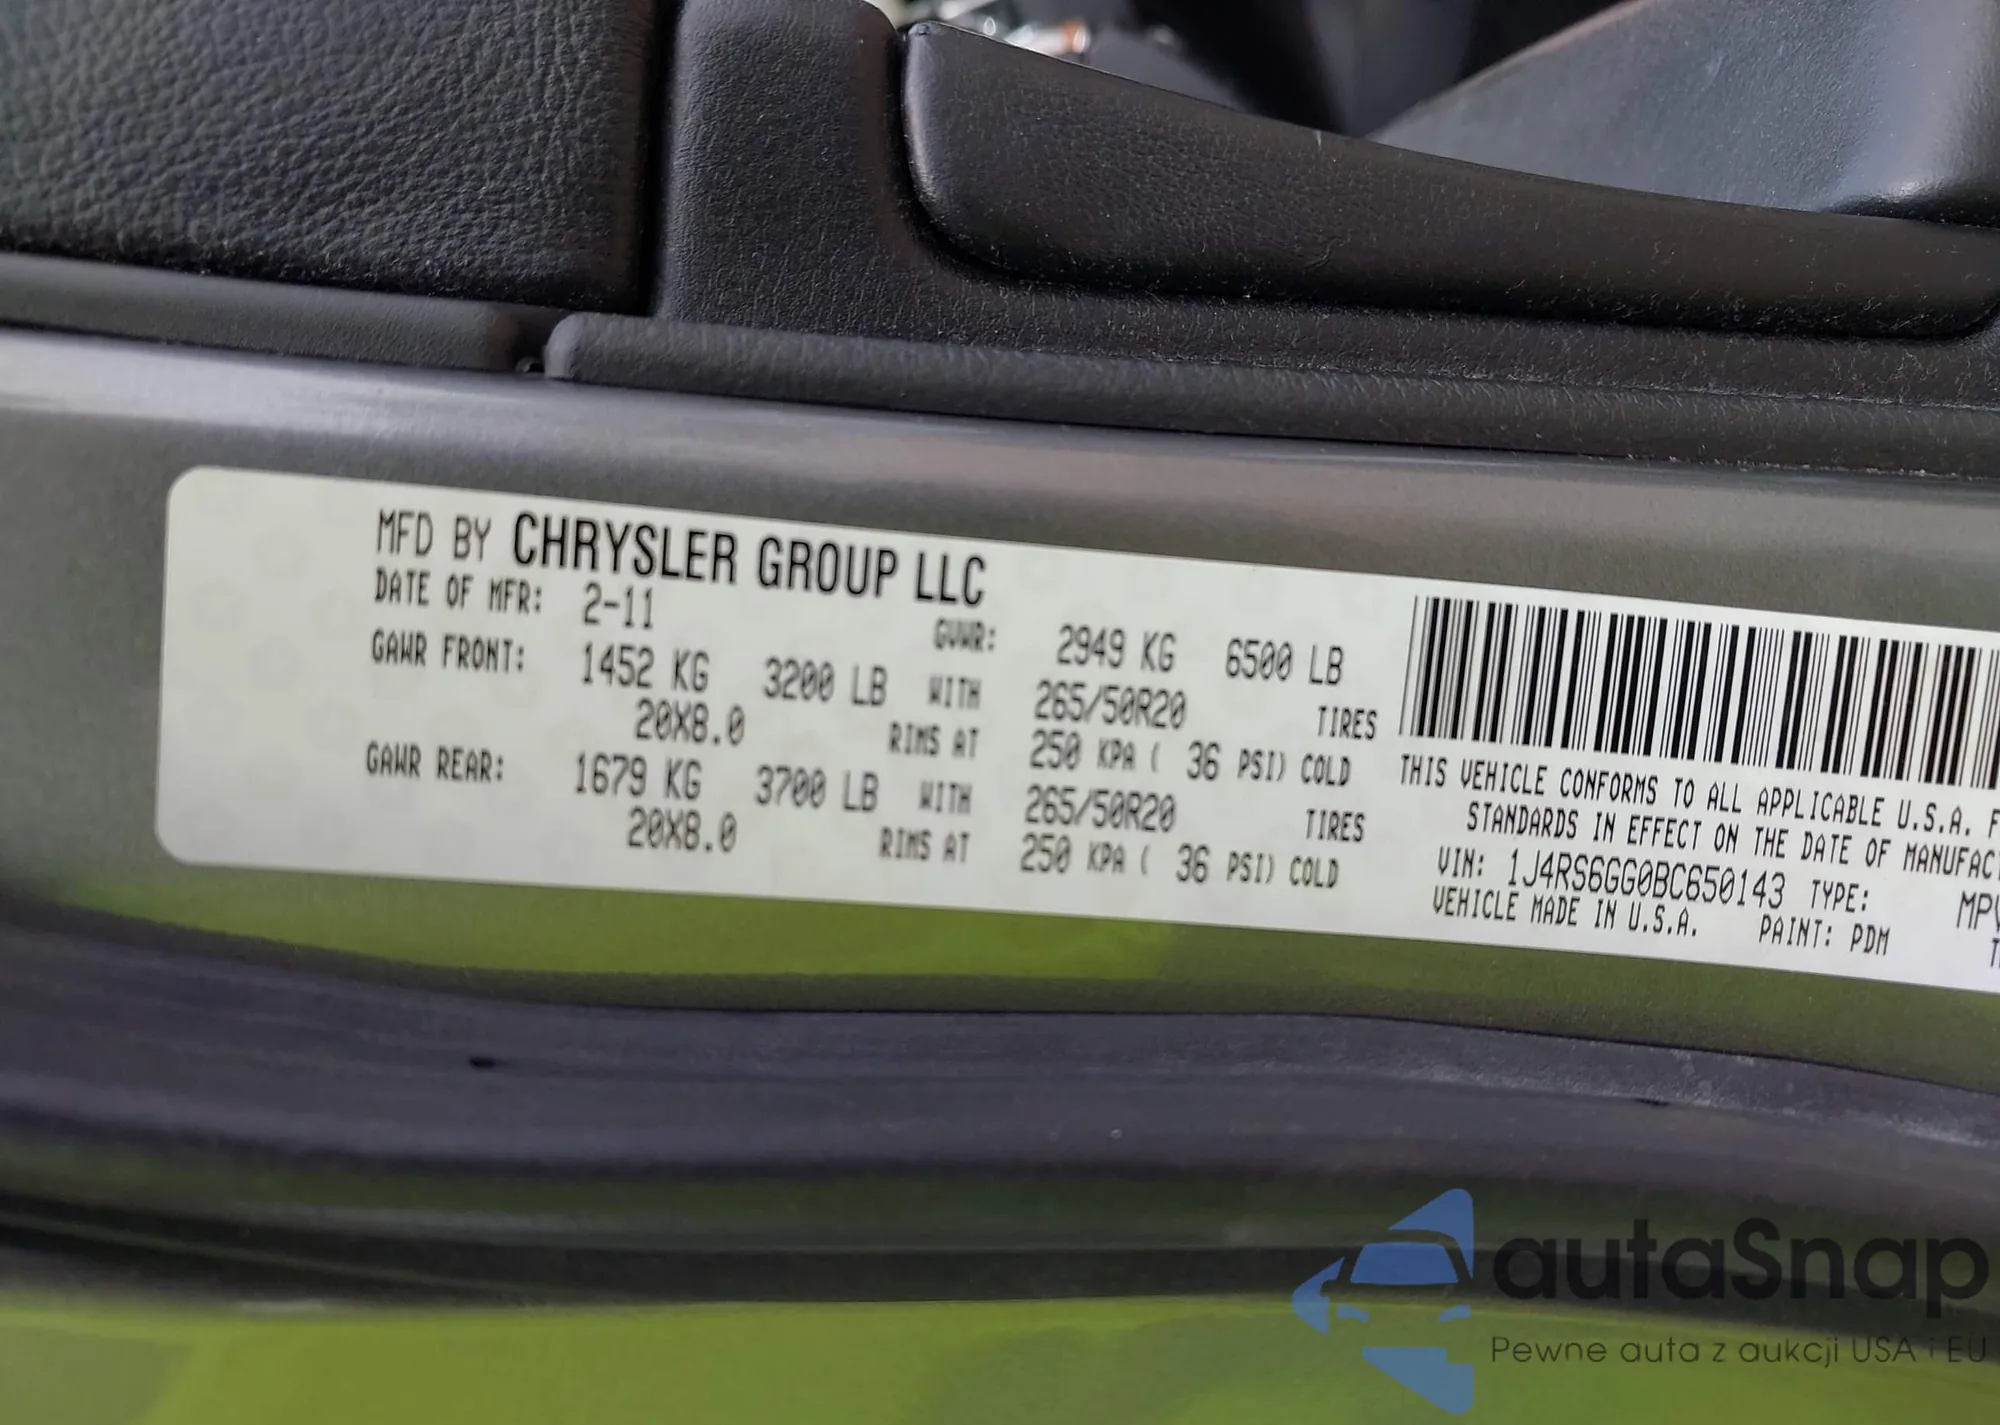 MFD BY CHRYSLER GROUP LLC
DATE OF MFR: 2-11 GVWR: 2949 KG 6500 LB
GAWR FRONT: 1452 KG 3200 LB WITH 265/50R20 TIRES
20X8.0 RIMS AT 250 KPA ( 36 PSI) COLD
GAWR REAR: 1679 KG 3700 LB WITH 265/50R20 TIRES
20X8.0 RIMS AT 250 KPA ( 36 PSI) COLD
THIS VEHICLE CONFORMS TO ALL APPLICABLE U.S.A. F
STANDARDS IN EFFECT ON THE DATE OF MANUFAC
VIN: 1J4RS6GG0BC650143 TYPE: MPV
VEHICLE MADE IN U.S.A. PAINT: PDM T
autaSnap
Pewne auta z aukcji USA i EU